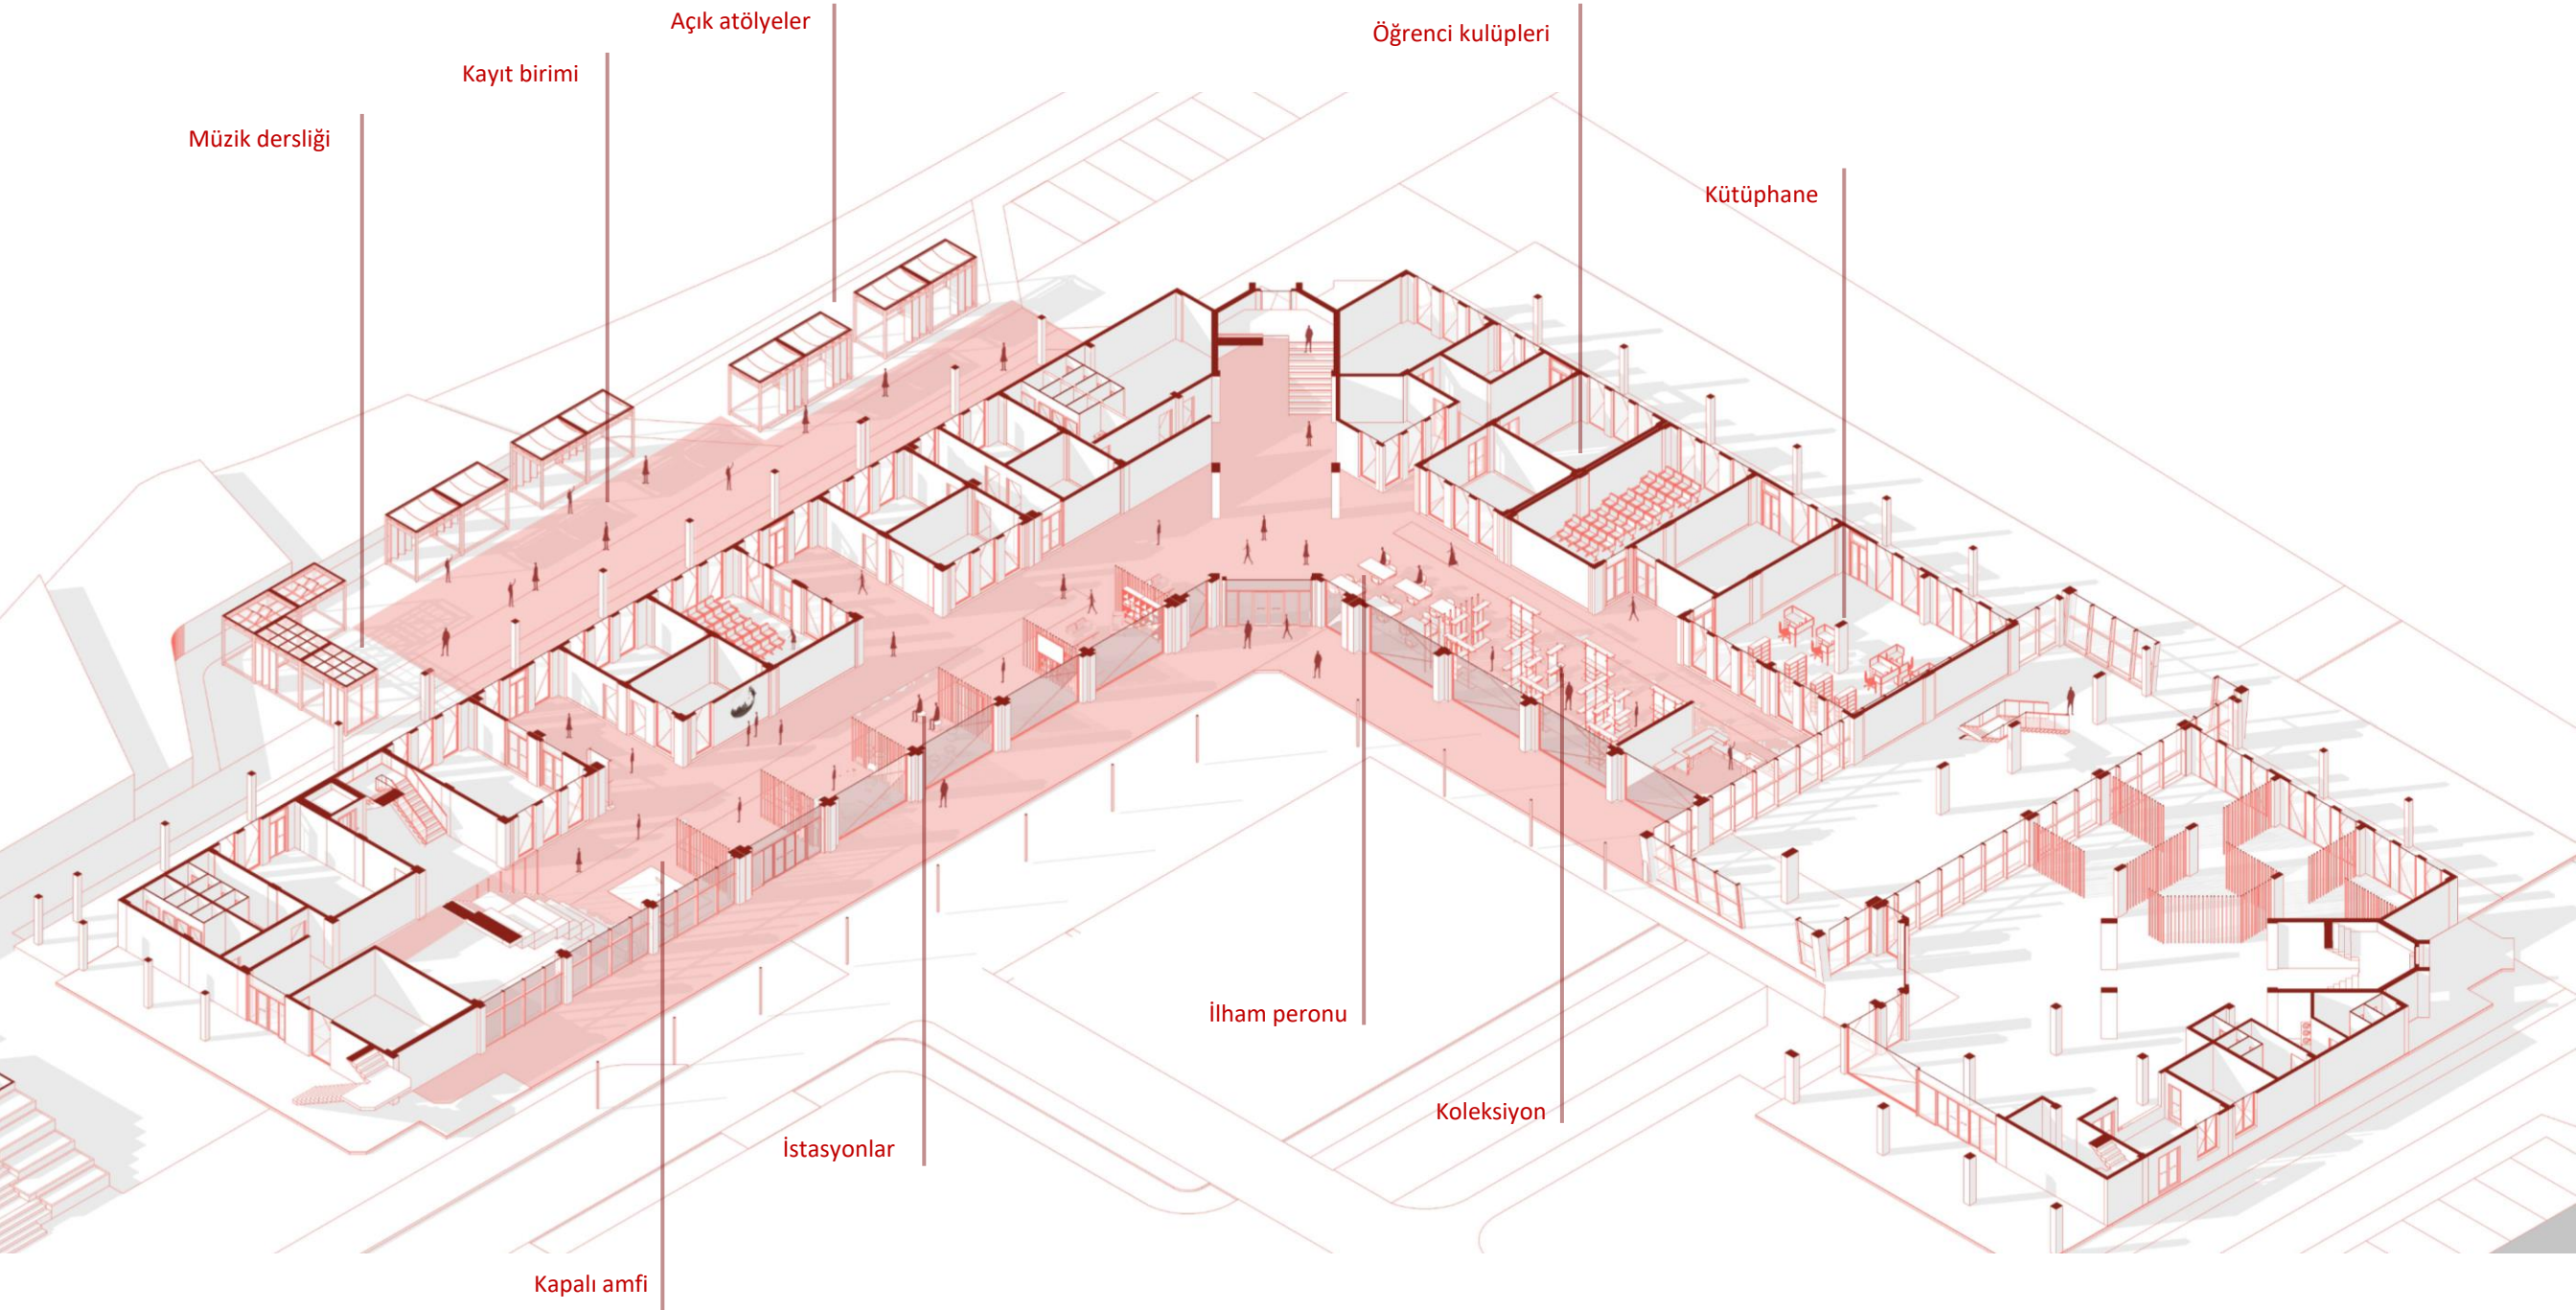 Açık atölyeler
Öğrenci kulüpleri
Kayıt birimi
Müzik dersliği
Kütüphane
İlham peronu
Koleksiyon
İstasyonlar
Kapalı amfi